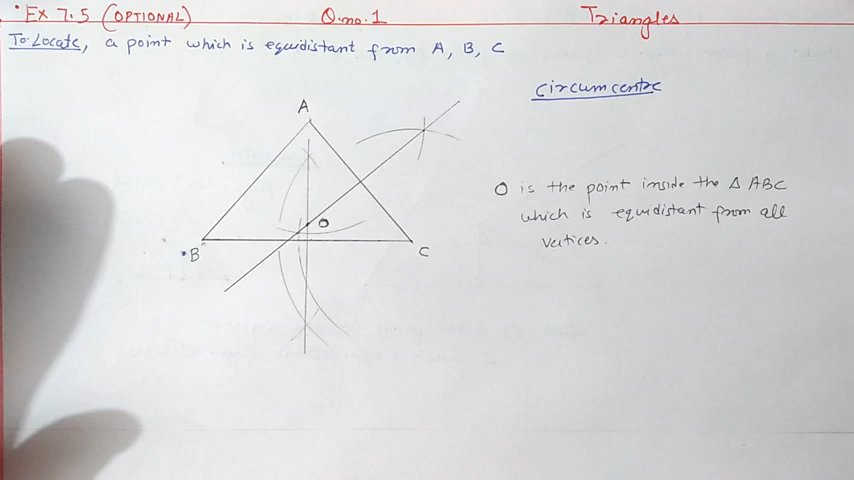 • Ex 7.5 (OPTIONAL) Q.no.1 Triangles
To Locate, a point which is equidistant from A, B, C
circumcentre
A
O is the point inside the Δ ABC
which is equidistant from all
vertices.
O
B
C